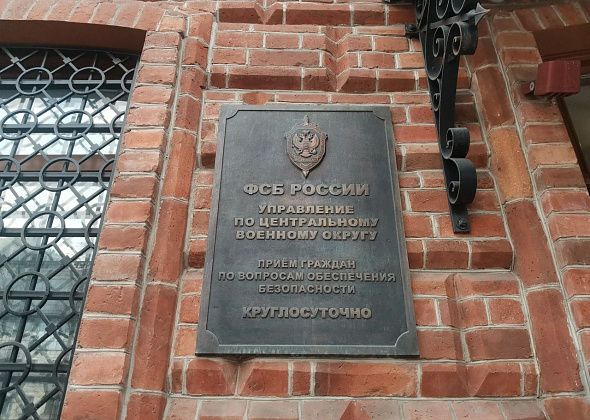 ФСБ РОССИИ
УПРАВЛЕНИЕ
ПО ЦЕНТРАЛЬНОМУ
ВОЕННОМУ ОКРУГУ
ПРИЁМ ГРАЖДАН
ПО ВОПРОСАМ ОБЕСПЕЧЕНИЯ
БЕЗОПАСНОСТИ
КРУГЛОСУТОЧНО